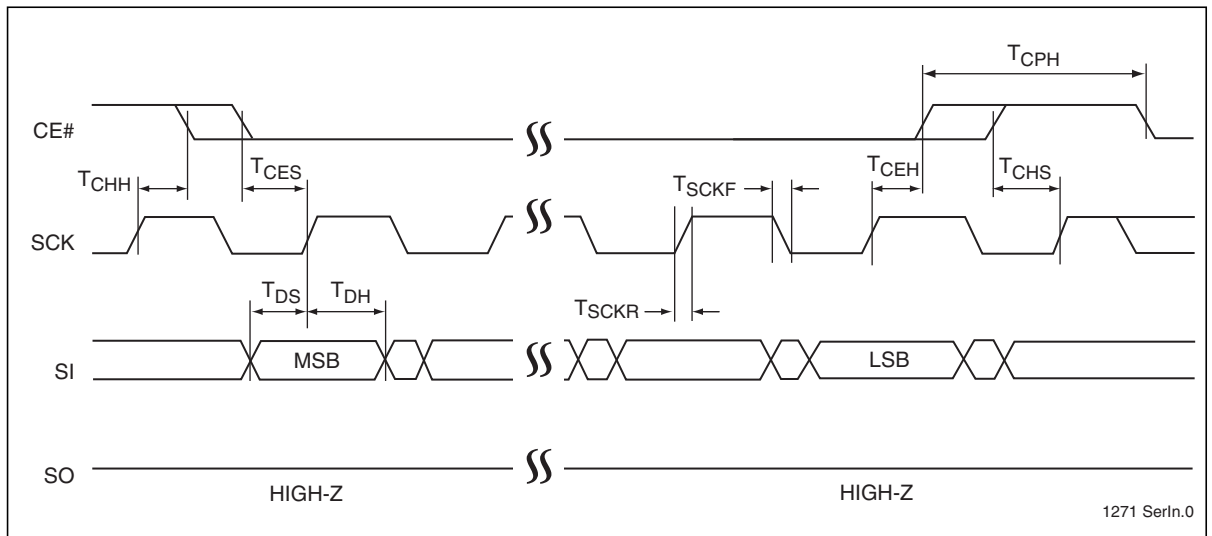 TCPH
CE#
TCHH
TCES
TSCKF
TCEH
TCHS
SCK
TDS
TDH
TSCKR
SI
MSB
LSB
SO
HIGH-Z
HIGH-Z
1271 SerIn.0